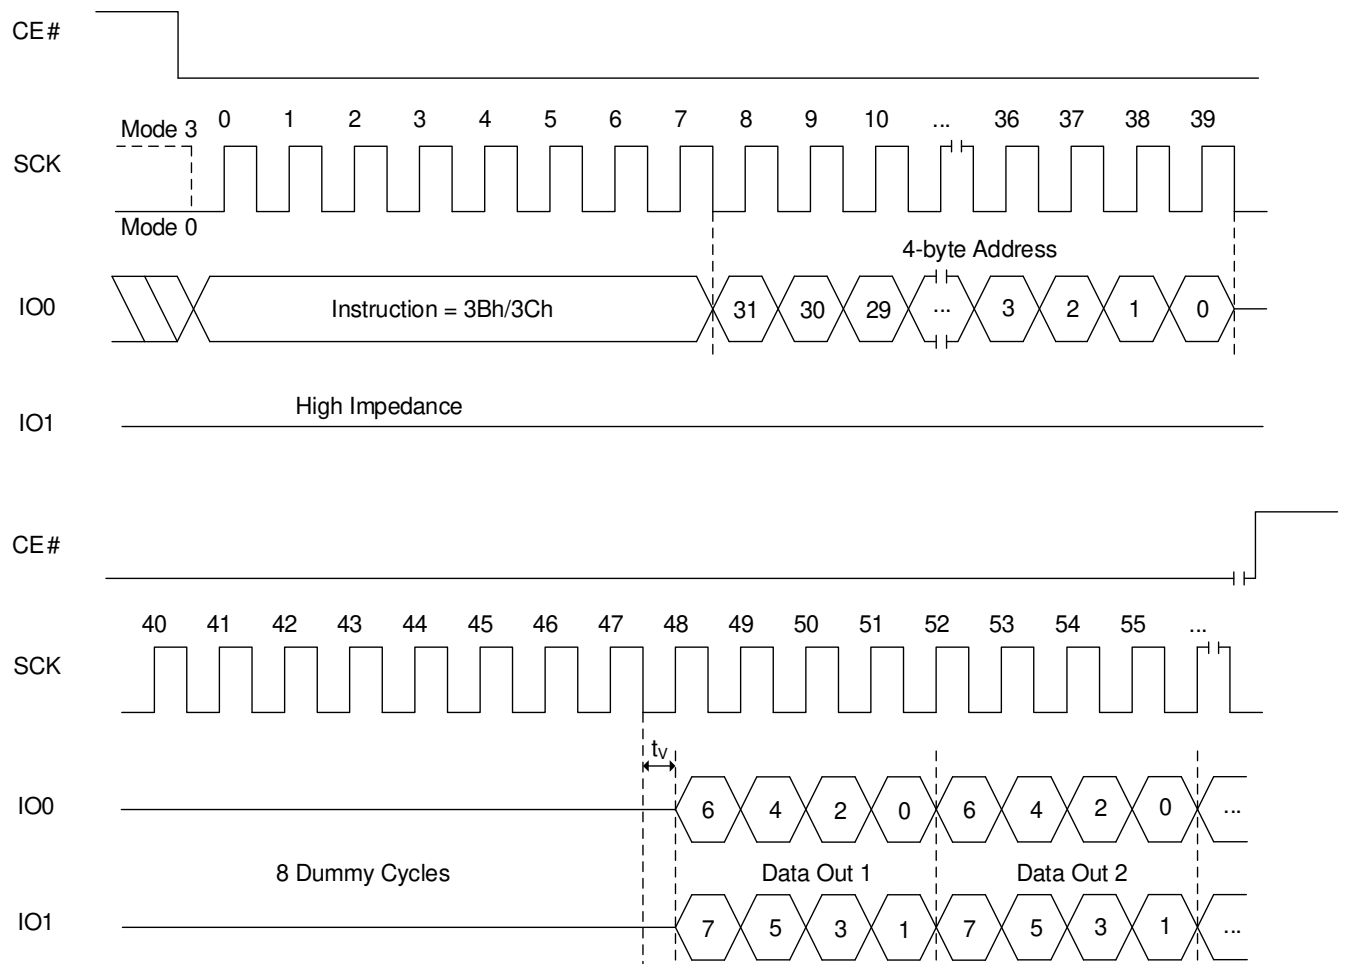 CE#
Mode 3 0 1 2 3 4 5 6 7 8 9 10 ... 36 37 38 39
SCK
Mode 0
4-byte Address
IO0 Instruction = 3Bh/3Ch 31 30 29 ... 3 2 1 0
High Impedance
IO1
CE#
40 41 42 43 44 45 46 47 48 49 50 51 52 53 54 55 ...
SCK
tV
IO0 6 4 2 0 6 4 2 0 ...
8 Dummy Cycles Data Out 1 Data Out 2
IO1 7 5 3 1 7 5 3 1 ...